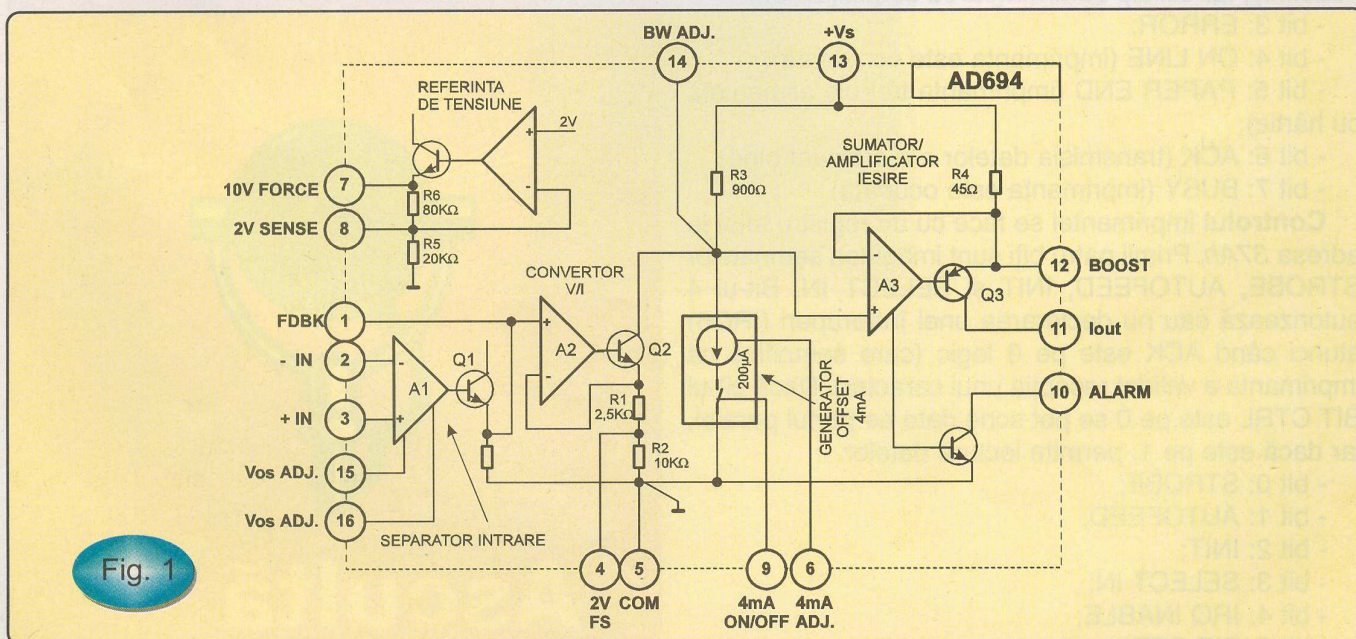 - bit 3: ERROR;
BW ADJ.
14
+Vs
13
AD694
REFERINTA
DE TENSIUNE
2V
+
-
10V FORCE
7
R6
80KΩ
2V SENSE
8
R5
20KΩ
R3
900Ω
SUMATOR/
AMPLIFICATOR
IESIRE
R4
45Ω
-
+
A3
Q3
12
BOOST
11
Iout
10
ALARM
CONVERTOR
V/I
FDBK
1
- IN
2
+ IN
3
Vos ADJ.
15
Vos ADJ.
16
-
+
A1
Q1
+
-
A2
Q2
R1
2,5KΩ
R2
10KΩ
200µA
GENERATOR
OFFSET
4mA
SEPARATOR INTRARE
4
2V
FS
5
COM
9
4mA
ON/OFF
6
4mA
ADJ.
Fig. 1